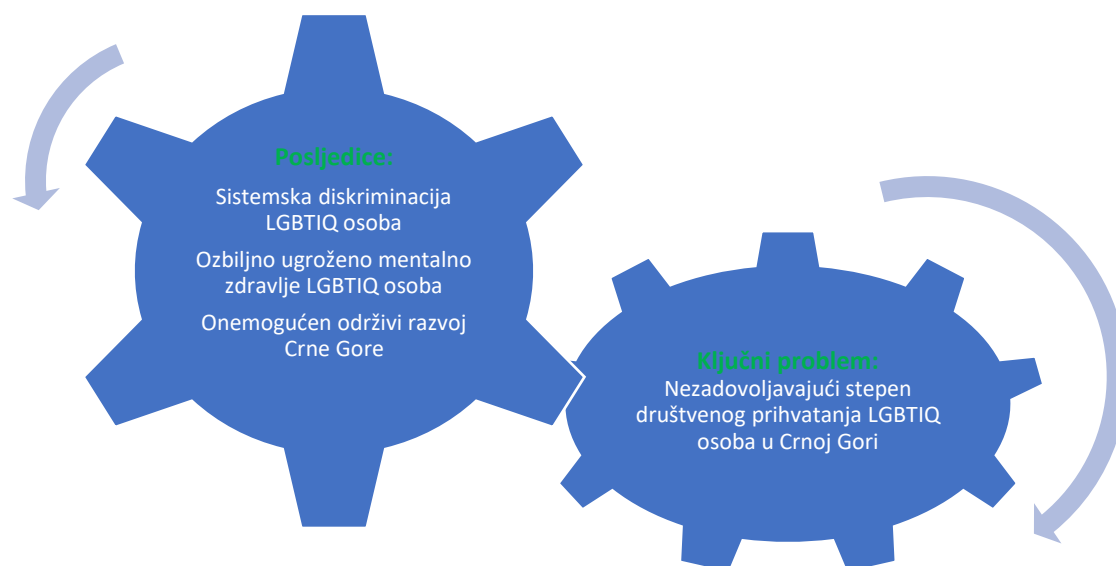 Posljedice:
Sistemska diskriminacija
LGBTIQ osoba
Ozbiljno ugroženo mentalno
zdravlje LGBTIQ osoba
Onemogućen održivi razvoj
Crne Gore
Ključni problem:
Nezadovoljavajući stepen
društvenog prihvatanja LGBTIQ
osoba u Crnoj Gori